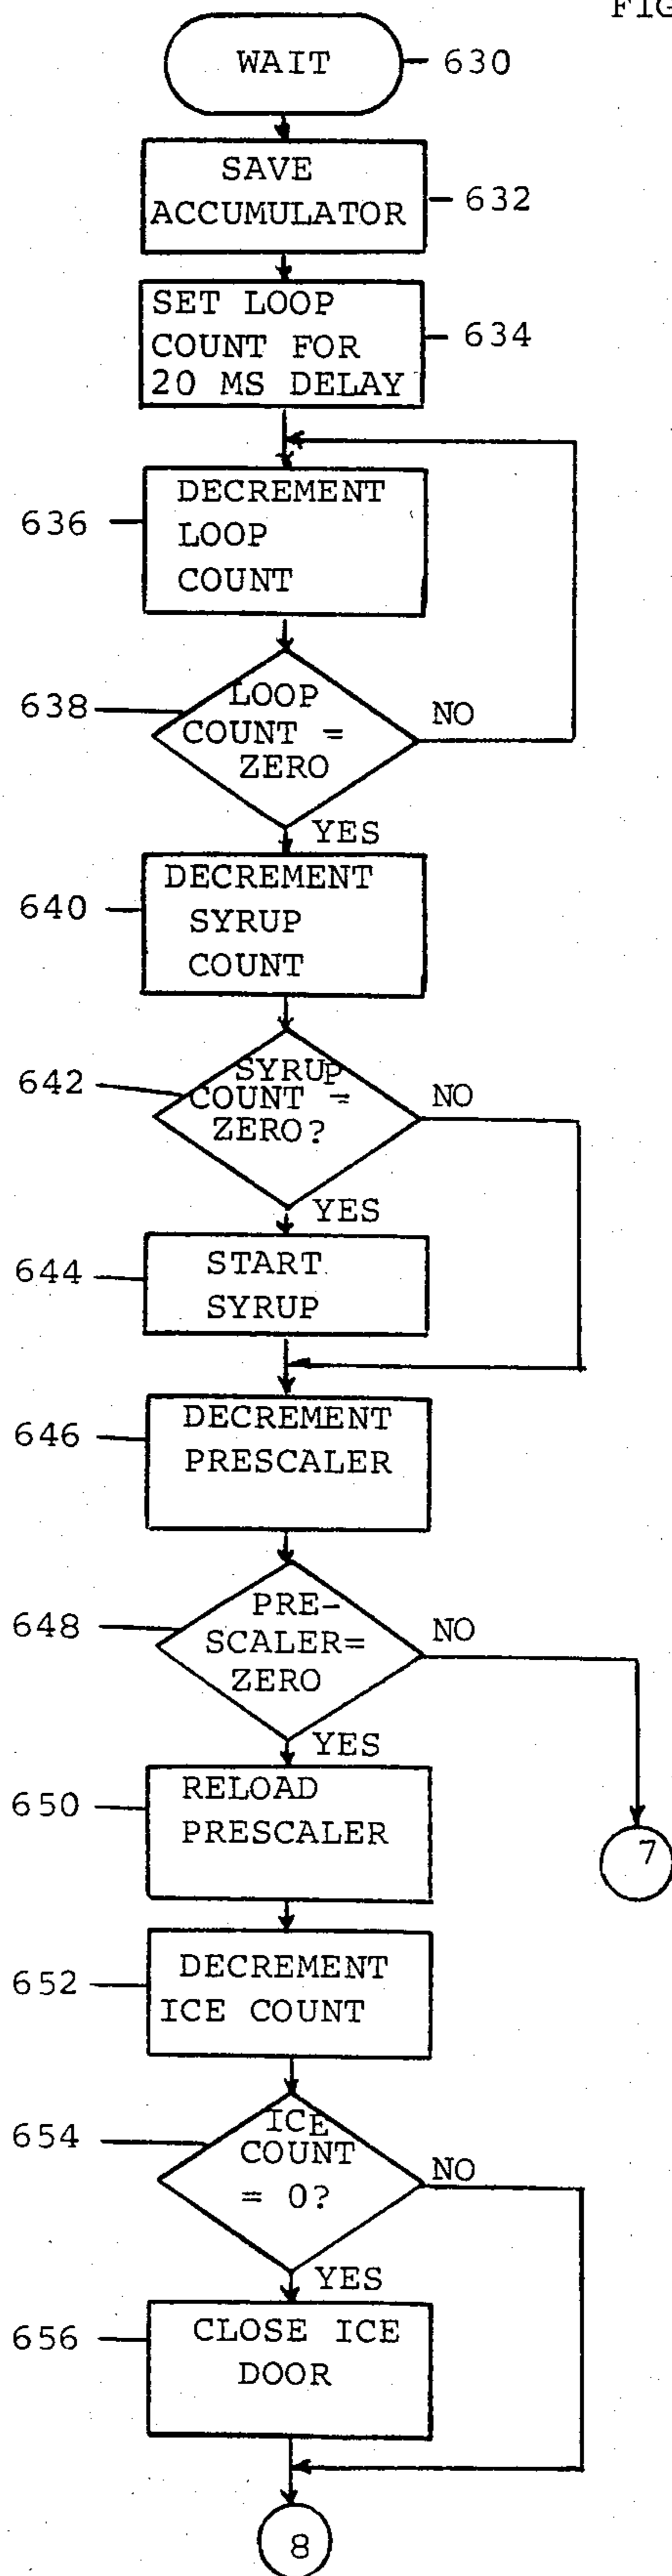 FIG
WAIT
630
SAVE
ACCUMULATOR
632
SET LOOP
COUNT FOR
20 MS DELAY
634
DECREMENT
LOOP
COUNT
636
LOOP
COUNT =
ZERO
638
NO
YES
DECREMENT
SYRUP
COUNT
640
SYRUP
COUNT =
ZERO?
642
NO
YES
START
SYRUP
644
DECREMENT
PRESCALER
646
PRE-
SCALER=
ZERO
648
NO
YES
RELOAD
PRESCALER
650
7
DECREMENT
ICE COUNT
652
ICE
COUNT
= 0?
654
NO
YES
CLOSE ICE
DOOR
656
8